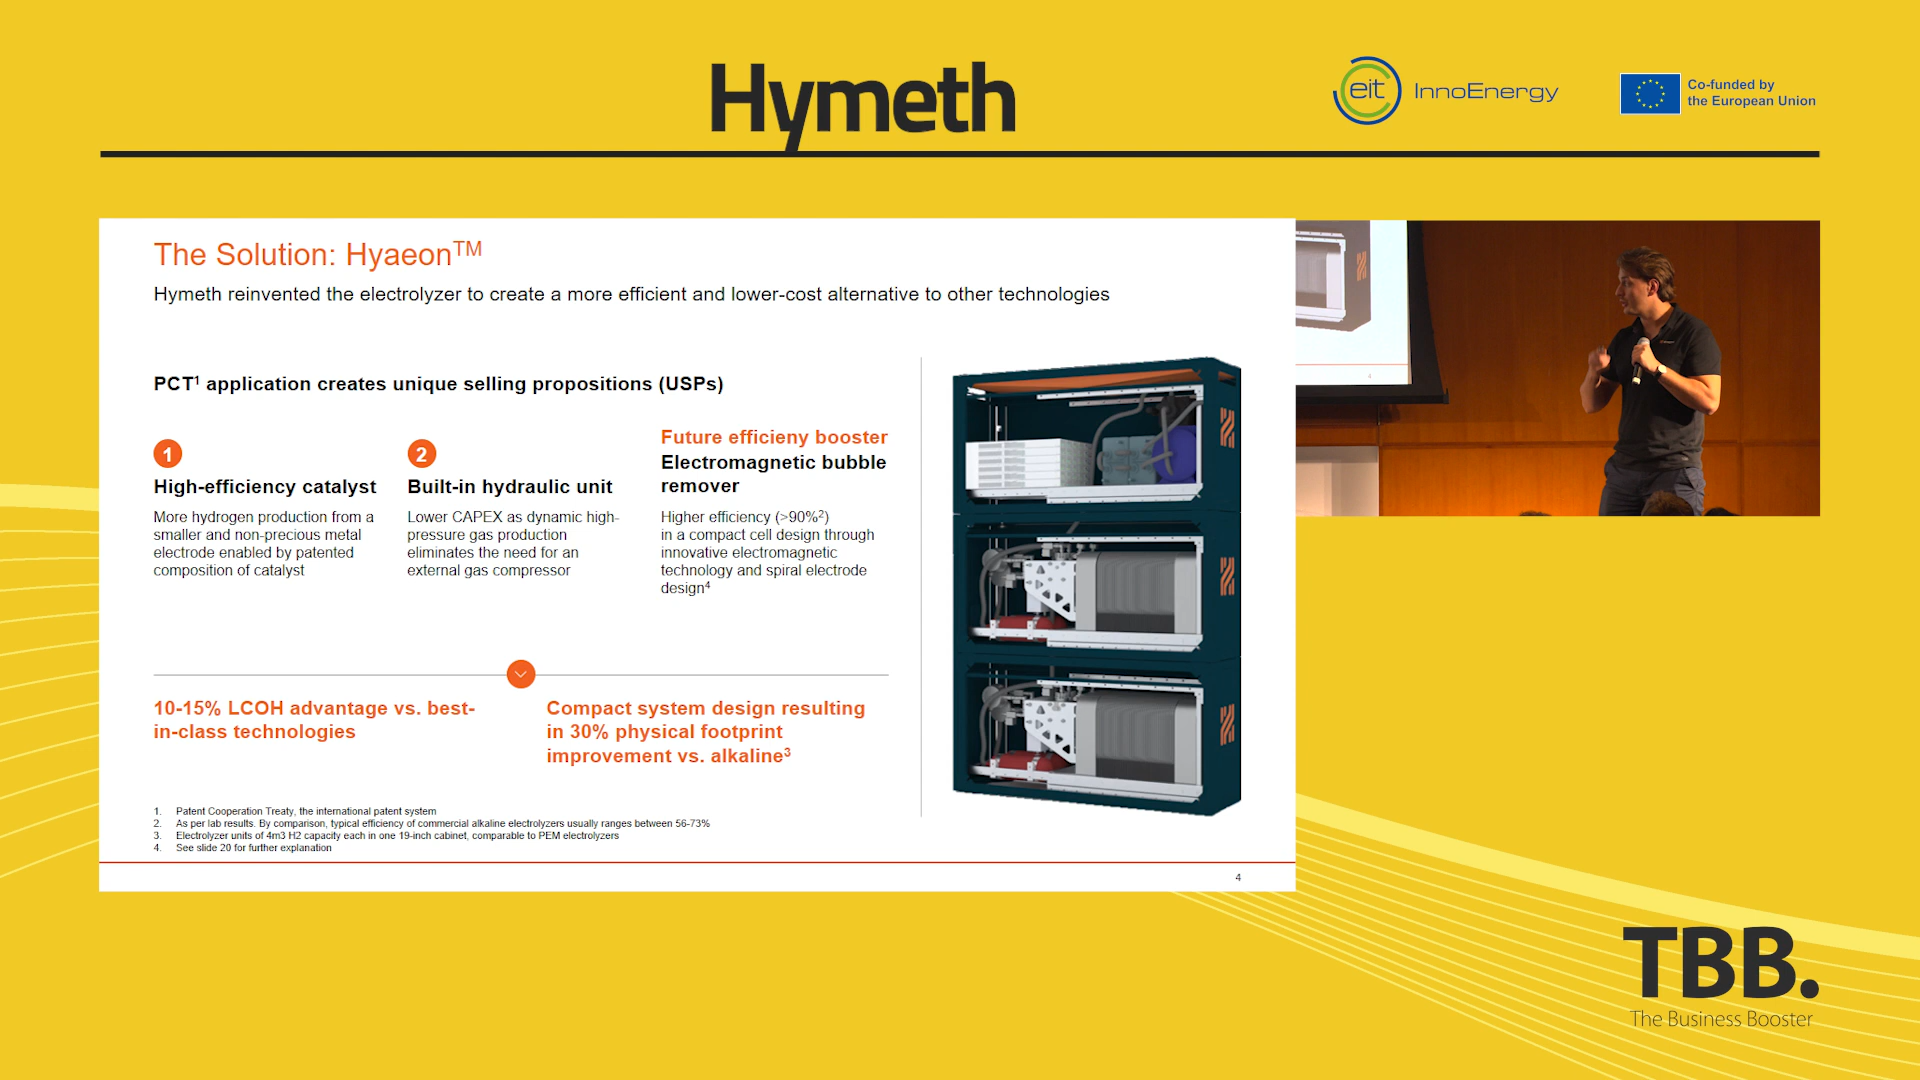 Hymeth
eit InnoEnergy
Co-funded by
the European Union
The Solution: Hyaeon™
Hymeth reinvented the electrolyzer to create a more efficient and lower-cost alternative to other technologies
PCT¹ application creates unique selling propositions (USPs)
1
High-efficiency catalyst
More hydrogen production from a
smaller and non-precious metal
electrode enabled by patented
composition of catalyst
2
Built-in hydraulic unit
Lower CAPEX as dynamic high-
pressure gas production
eliminates the need for an
external gas compressor
Future efficieny booster
Electromagnetic bubble
remover
Higher efficiency (>90%²)
in a compact cell design through
innovative electromagnetic
technology and spiral electrode
design⁴
10-15% LCOH advantage vs. best-
in-class technologies
Compact system design resulting
in 30% physical footprint
improvement vs. alkaline³
1. Patent Cooperation Treaty, the international patent system
2. As per lab results. By comparison, typical efficiency of commercial alkaline electrolyzers usually ranges between 56-73%
3. Electrolyzer units of 4m3 H2 capacity each in one 19-inch cabinet, comparable to PEM electrolyzers
4. See slide 20 for further explanation
4
4
TBB.
The Business Booster